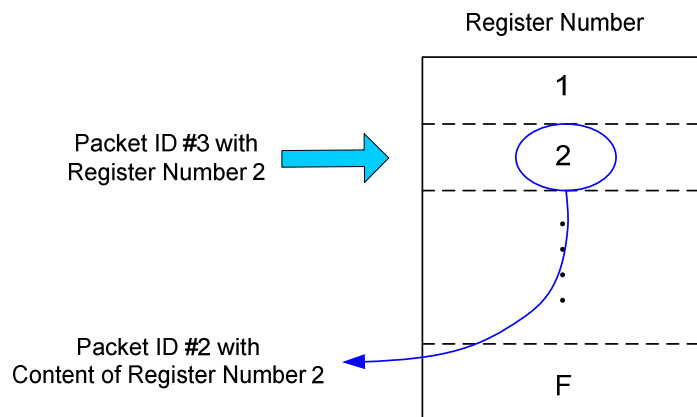 Register Number
1
Packet ID #3 with
Register Number 2
2
Packet ID #2 with
Content of Register Number 2
F